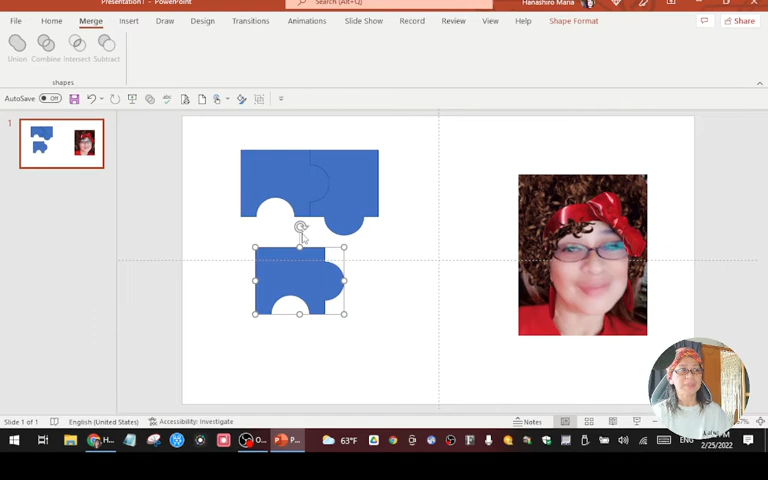 Presentation1 - PowerPoint
Search (Alt+Q)
Hanashiro Maria
File Home Merge Insert Draw Design Transitions Animations Slide Show Record Review View Help Shape Format Share
Union Combine Intersect Subtract
shapes
AutoSave Off
1
Slide 1 of 1 English (United States) Accessibility: Investigate Notes
H... O... P... 63°F ENG
2/25/2022